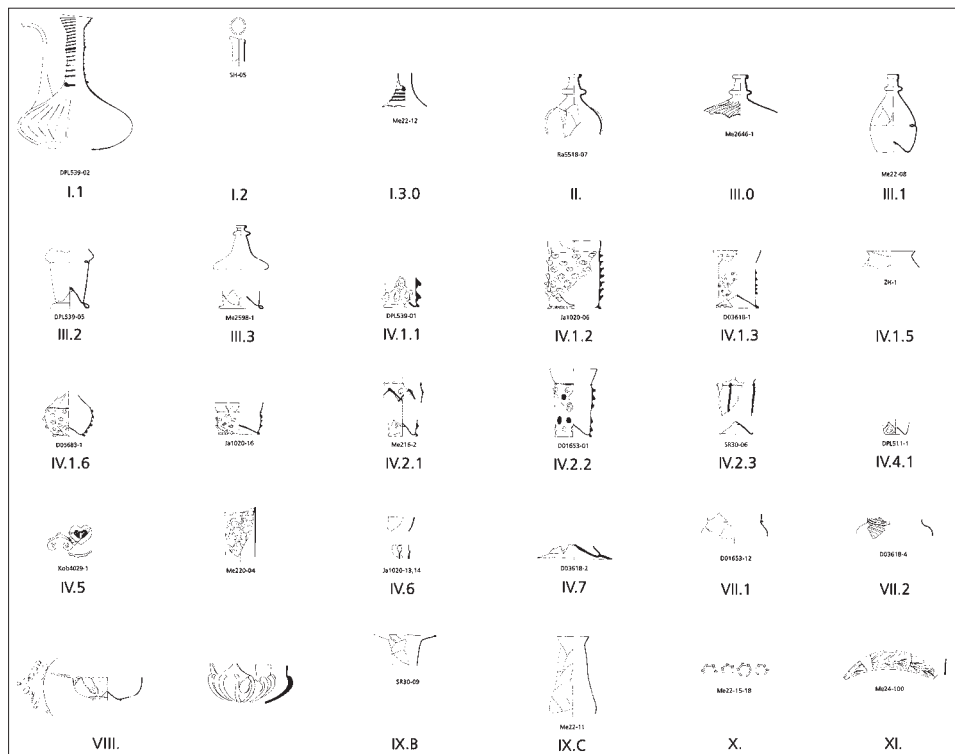 SH-05
Me22-12
Ra5518-07
Me2646-1
Me22-08
DPL539-02
I.1
I.2
I.3.0
II.
III.0
III.1
DPL539-05
Me2598-1
DPL539-01
Ja1020-06
D03618-1
ZH-1
III.2
III.3
IV.1.1
IV.1.2
IV.1.3
IV.1.5
D05683-1
Ja1020-16
Me216-2
D01653-01
SR30-06
DPL511-1
IV.1.6
IV.2.1
IV.2.2
IV.2.3
IV.4.1
Kob4029-1
Me220-04
Ja1020-13,14
D03618-2
D01653-12
D03618-4
IV.5
IV.6
IV.7
VII.1
VII.2
SR30-09
Me22-11
Me22-15-18
Me24-100
VIII.
IX.B
IX.C
X.
XI.